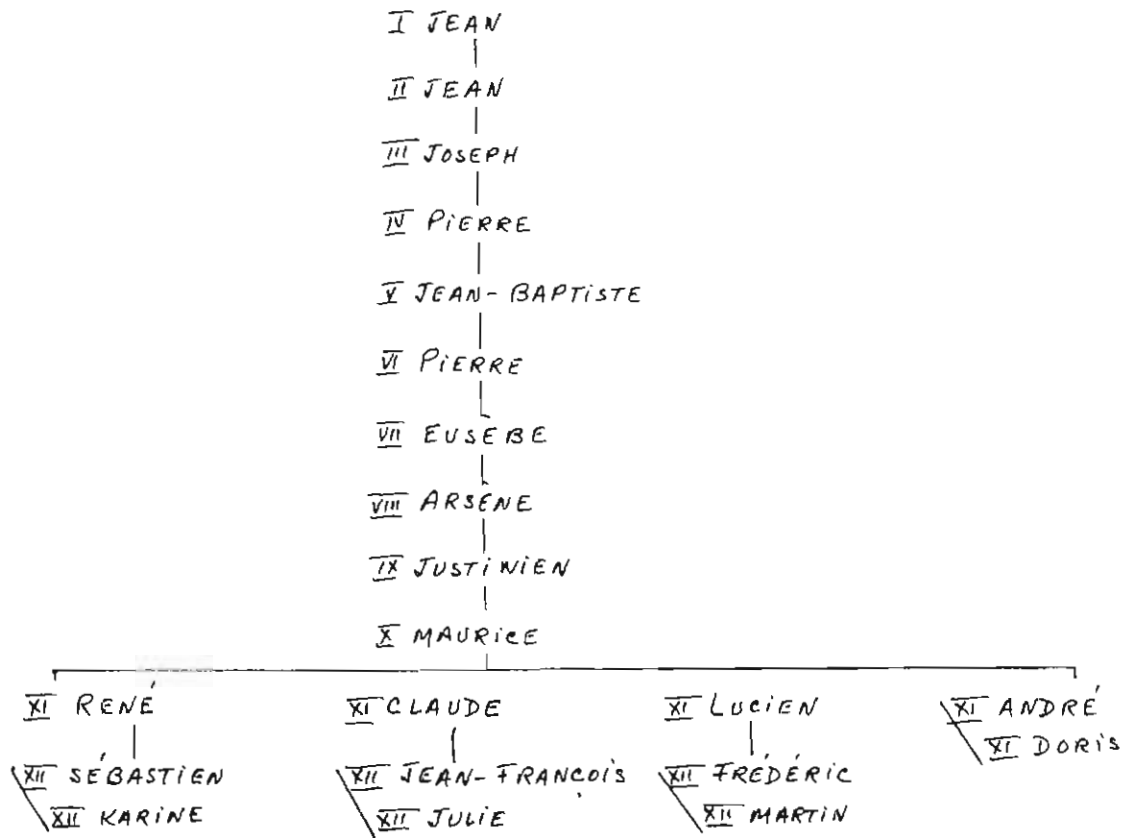 I JEAN
II JEAN
III JOSEPH
IV PIERRE
V JEAN-BAPTISTE
VI PIERRE
VII EUSEBE
VIII ARSÈNE
IX JUSTINIEN
X MAURICE
XI RENÉ
XII SÉBASTIEN
XII KARINE
XI CLAUDE
XII JEAN-FRANÇOIS
XII JULIE
XI LUCIEN
XII FRÉDÉRIC
XII MARTIN
XI ANDRÉ
XI DORIS